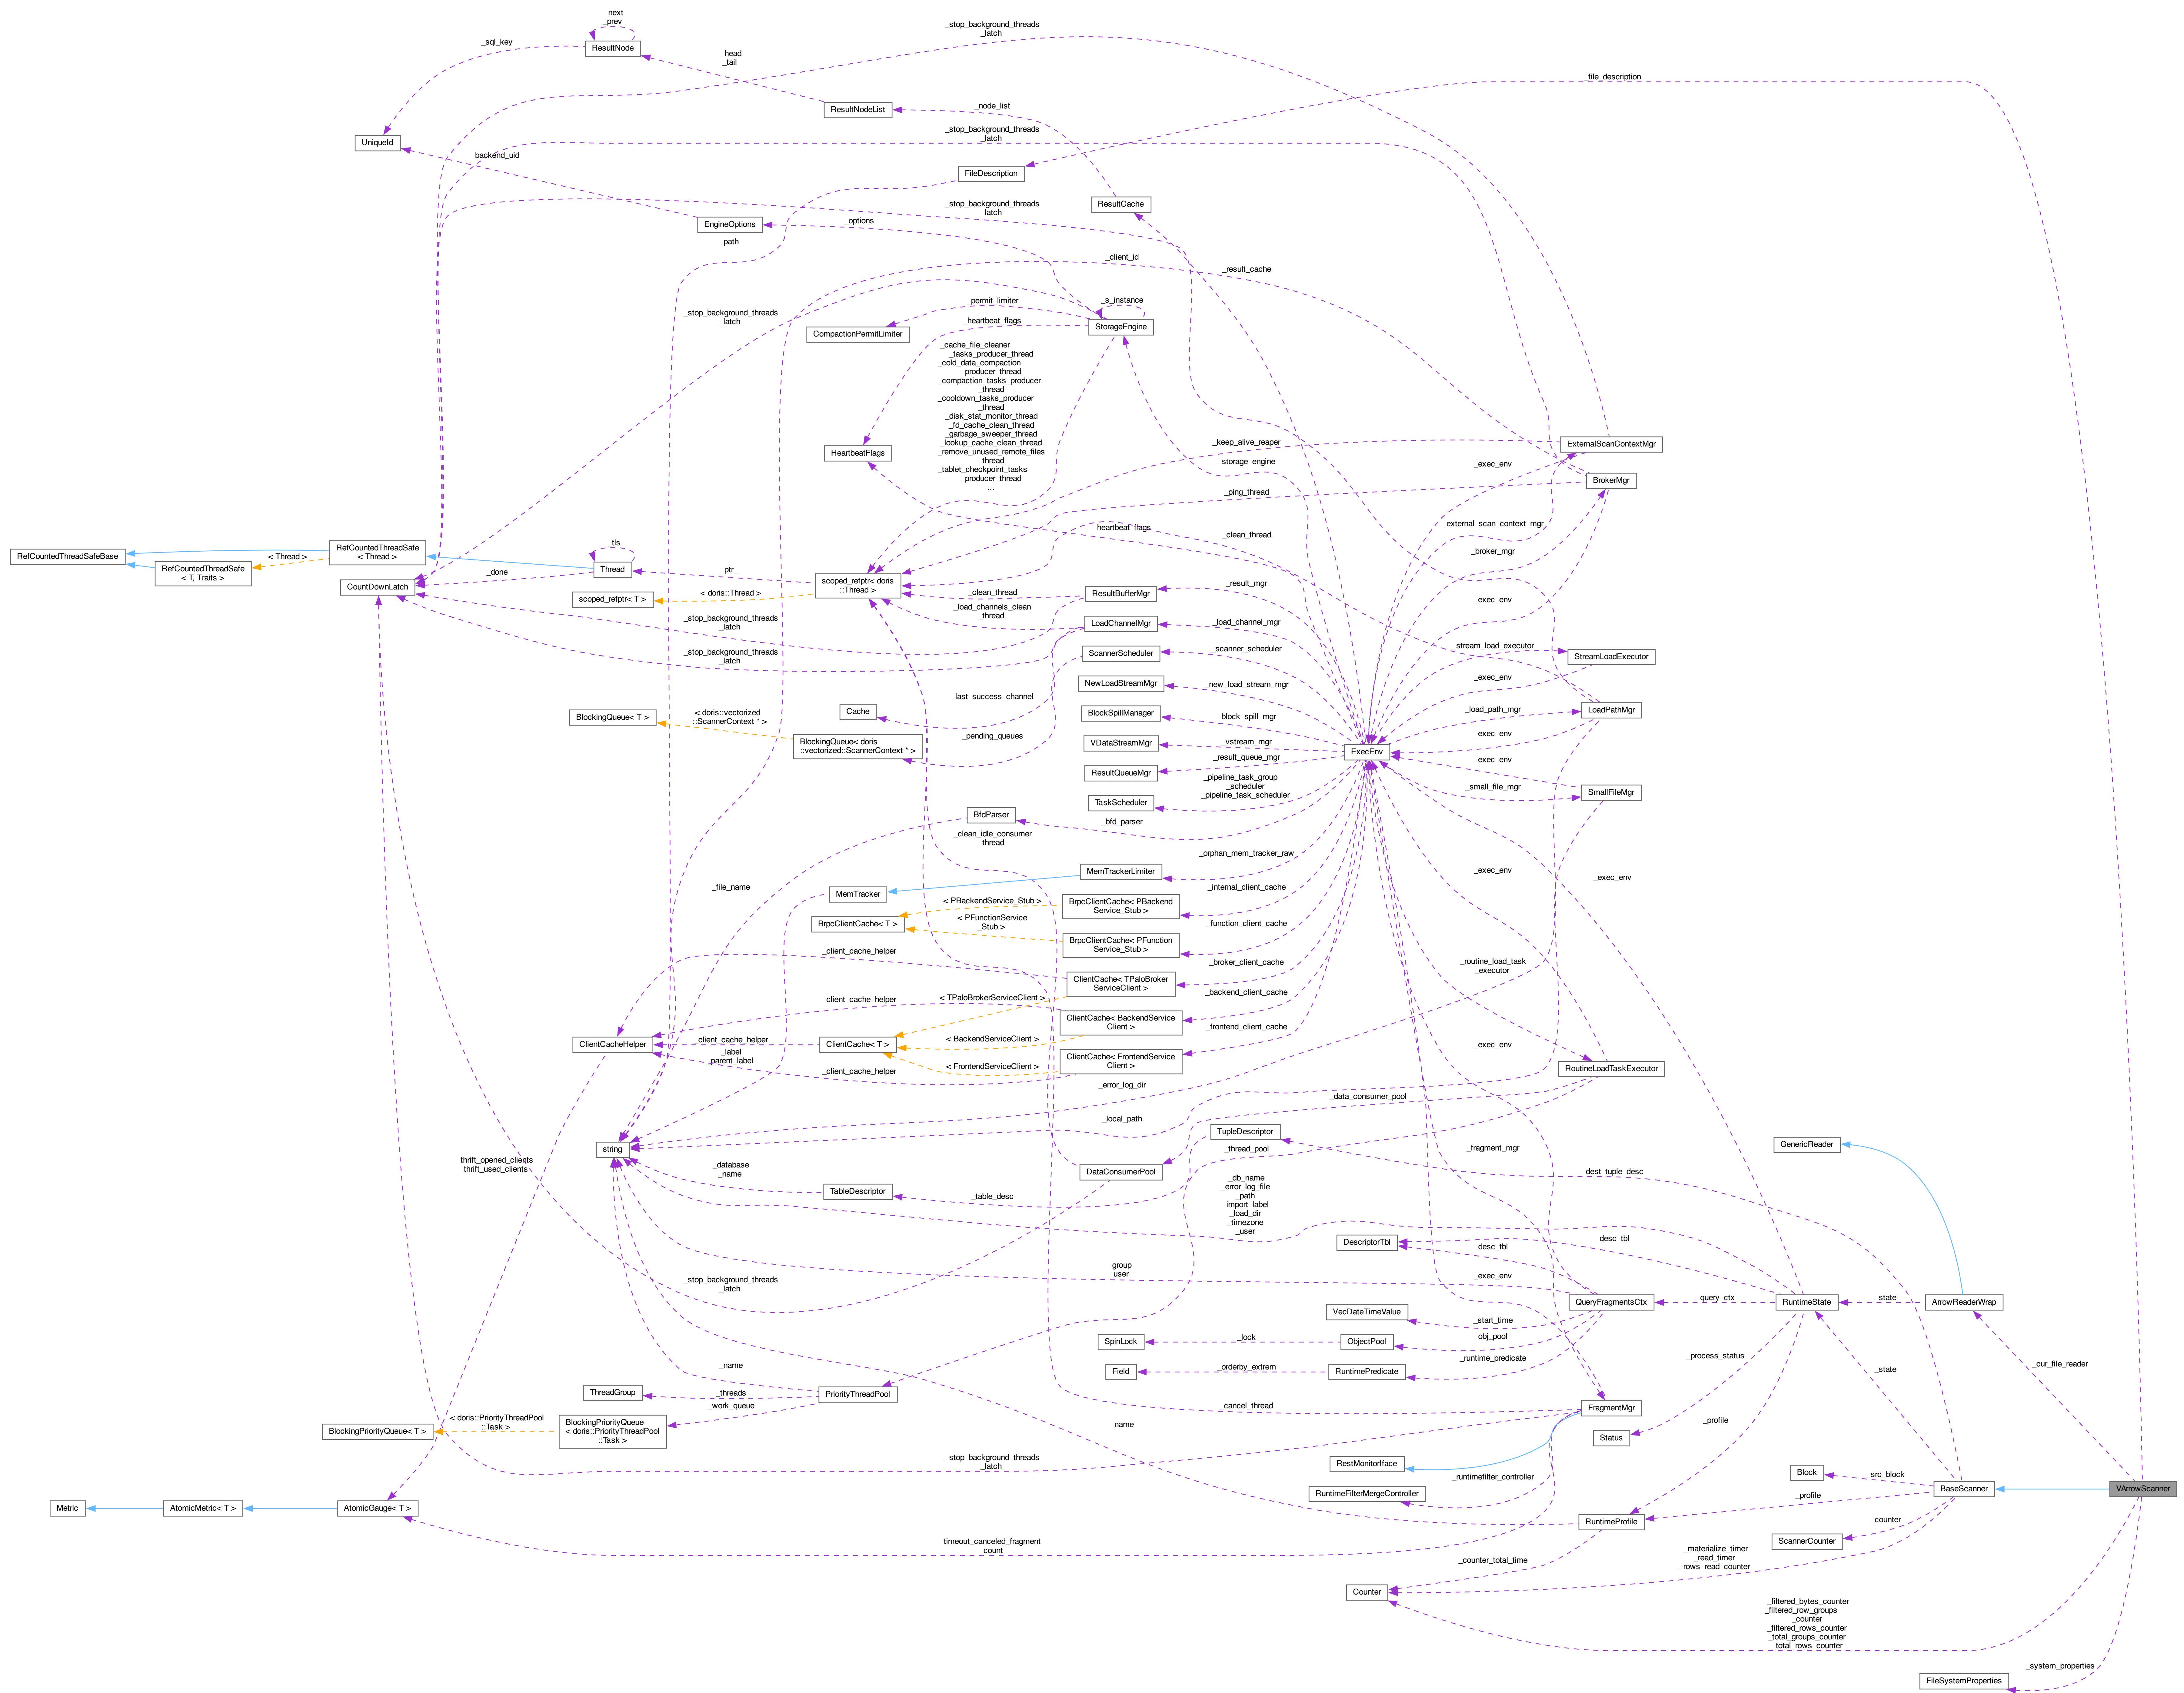 _next
_prev
ResultNode
_sql_key
_head
_tail
_stop_background_threads
_latch
_file_description
ResultNodeList
_node_list
UniqueId
backend_uid
_stop_background_threads
_latch
FileDescription
ResultCache
_stop_background_threads
_latch
EngineOptions
_options
path
_client_id
_result_cache
_stop_background_threads
_latch
_permit_limiter
_s_instance
CompactionPermitLimiter
_heartbeat_flags
StorageEngine
_cache_file_cleaner
_tasks_producer_thread
_cold_data_compaction
_producer_thread
_compaction_tasks_producer
_thread
_cooldown_tasks_producer
_thread
_disk_stat_monitor_thread
_fd_cache_clean_thread
_garbage_sweeper_thread
_lookup_cache_clean_thread
_remove_unused_remote_files
_thread
_tablet_checkpoint_tasks
_producer_thread
...
HeartbeatFlags
_keep_alive_reaper
ExternalScanContextMgr
_storage_engine
_exec_env
BrokerMgr
_ping_thread
_external_scan_context_mgr
_heartbeat_flags
_clean_thread
_broker_mgr
RefCountedThreadSafeBase
RefCountedThreadSafe
< Thread >
< Thread >
RefCountedThreadSafe
< T, Traits >
_tls
Thread
_done
CountDownLatch
ptr_
scoped_refptr< doris
::Thread >
< doris::Thread >
scoped_refptr< T >
_clean_thread
ResultBufferMgr
_result_mgr
_exec_env
_load_channels_clean
_thread
LoadChannelMgr
_load_channel_mgr
_stop_background_threads
_latch
_stop_background_threads
_latch
ScannerScheduler
_scanner_scheduler
_stream_load_executor
StreamLoadExecutor
NewLoadStreamMgr
_new_load_stream_mgr
_exec_env
_last_success_channel
Cache
BlockSpillManager
_block_spill_mgr
_load_path_mgr
LoadPathMgr
BlockingQueue< T >
< doris::vectorized
::ScannerContext * >
BlockingQueue< doris
::vectorized::ScannerContext * >
_pending_queues
VDataStreamMgr
_vstream_mgr
ExecEnv
_exec_env
ResultQueueMgr
_result_queue_mgr
_exec_env
TaskScheduler
_pipeline_task_group
_scheduler
_pipeline_task_scheduler
_small_file_mgr
SmallFileMgr
BfdParser
_bfd_parser
_clean_idle_consumer
_thread
_orphan_mem_tracker_raw
MemTrackerLimiter
_exec_env
_exec_env
_file_name
MemTracker
_internal_client_cache
< PBackendService_Stub >
BrpcClientCache< PBackend
Service_Stub >
BrpcClientCache< T >
< PFunctionService
_Stub >
BrpcClientCache< PFunction
Service_Stub >
_function_client_cache
_client_cache_helper
ClientCache< TPaloBroker
ServiceClient >
_broker_client_cache
_routine_load_task
_executor
_client_cache_helper
< TPaloBrokerServiceClient >
ClientCache< BackendService
Client >
_backend_client_cache
ClientCacheHelper
_client_cache_helper
ClientCache< T >
< BackendServiceClient >
_frontend_client_cache
_label
_parent_label
_client_cache_helper
< FrontendServiceClient >
ClientCache< FrontendService
Client >
_exec_env
RoutineLoadTaskExecutor
_error_log_dir
_data_consumer_pool
_local_path
TupleDescriptor
GenericReader
string
_thread_pool
_fragment_mgr
thrift_opened_clients
thrift_used_clients
_database
_name
TableDescriptor
_table_desc
DataConsumerPool
_dest_tuple_desc
_db_name
_error_log_file
_path
_import_label
_load_dir
_timezone
_user
DescriptorTbl
desc_tbl
_desc_tbl
group
user
_exec_env
_stop_background_threads
_latch
VecDateTimeValue
_start_time
QueryFragmentsCtx
_query_ctx
RuntimeState
_state
ArrowReaderWrap
SpinLock
_lock
ObjectPool
obj_pool
_name
Field
_orderby_extrem
RuntimePredicate
_runtime_predicate
_process_status
_state
_cur_file_reader
ThreadGroup
_threads
PriorityThreadPool
_work_queue
_cancel_thread
FragmentMgr
BlockingPriorityQueue< T >
< doris::PriorityThreadPool
::Task >
BlockingPriorityQueue
< doris::PriorityThreadPool
::Task >
_name
Status
_profile
_stop_background_threads
_latch
RestMonitorIface
_runtimefilter_controller
RuntimeFilterMergeController
Block
_src_block
_profile
BaseScanner
VArrowScanner
Metric
AtomicMetric< T >
AtomicGauge< T >
RuntimeProfile
_counter
ScannerCounter
timeout_canceled_fragment
_count
_counter_total_time
_materialize_timer
_read_timer
_rows_read_counter
Counter
_filtered_bytes_counter
_filtered_row_groups
_counter
_filtered_rows_counter
_total_groups_counter
_total_rows_counter
_system_properties
FileSystemProperties